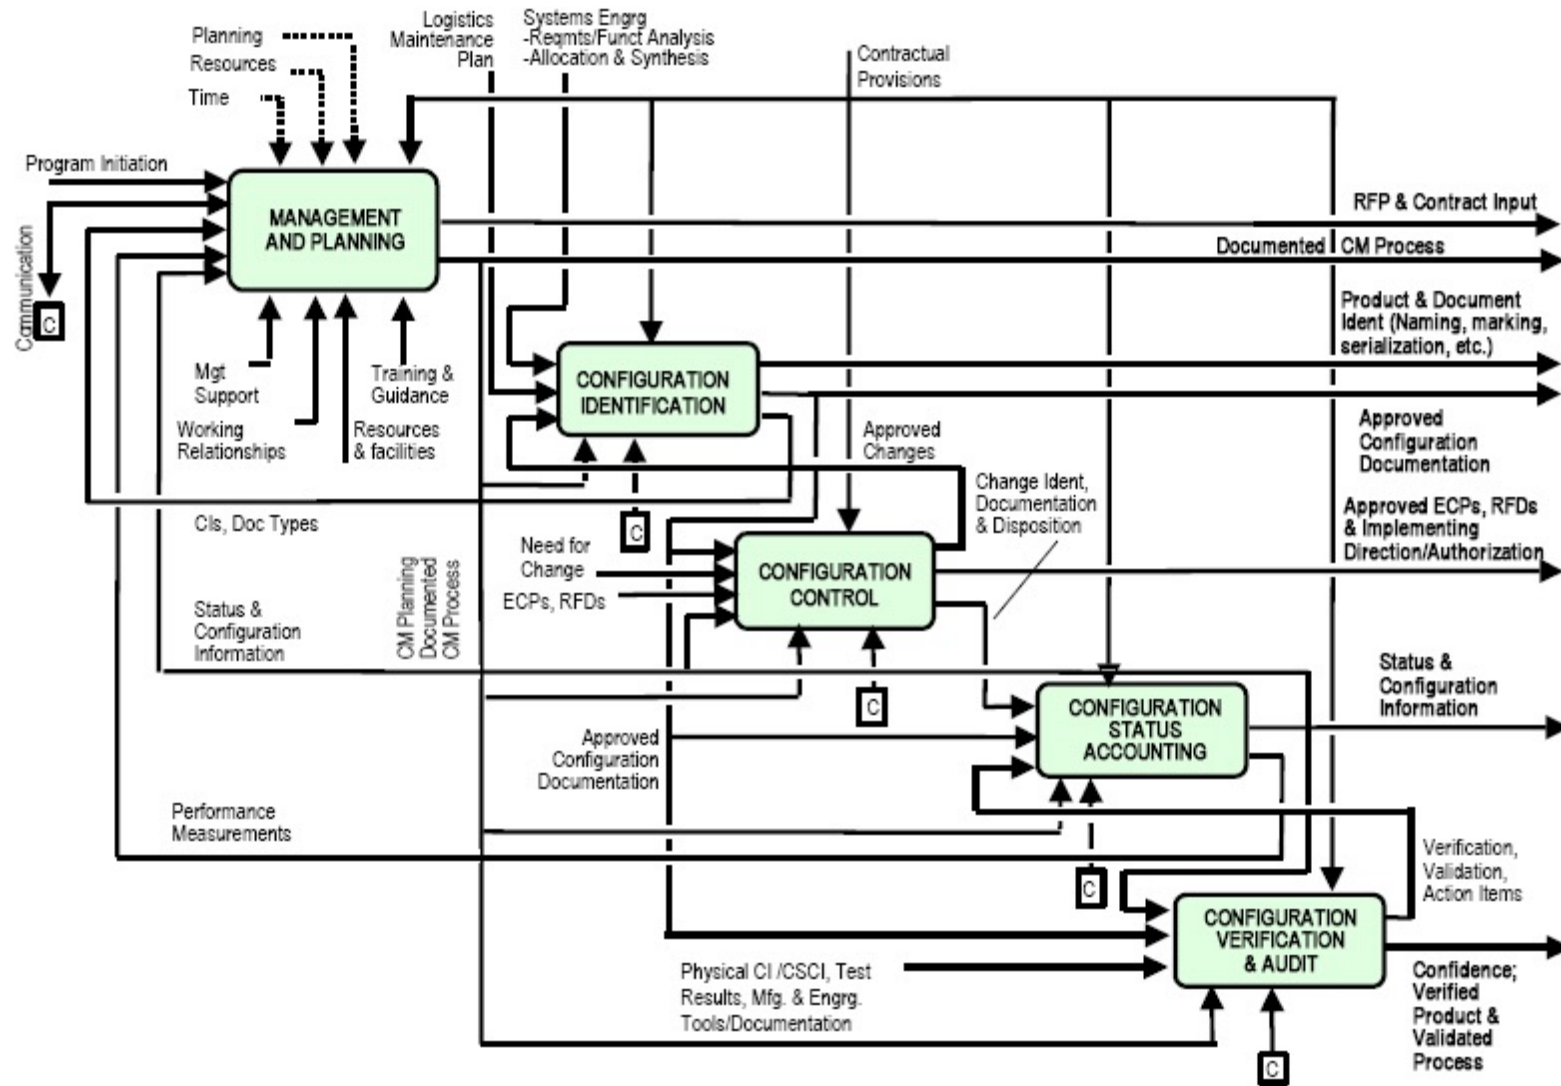 Planning
Resources
Time
Logistics
Maintenance
Plan
Systems Engrg
-Reqmts/Funct Analysis
-Allocation & Synthesis
Contractual
Provisions
Program Initiation
Communication
C
MANAGEMENT
AND PLANNING
RFP & Contract Input
Documented CM Process
Product & Document
Ident (Naming, marking,
serialization, etc.)
Mgt
Support
Training &
Guidance
Working
Relationships
Resources
& facilities
CONFIGURATION
IDENTIFICATION
Approved
Configuration
Documentation
Approved
Changes
Change Ident,
Documentation
& Disposition
CIs, Doc Types
C
Need for
Change
ECPs, RFDs
CONFIGURATION
CONTROL
Approved ECPs, RFDs
& Implementing
Direction/Authorization
CM Planning
Documented
CM Process
Status &
Configuration
Information
C
Status &
Configuration
Information
CONFIGURATION
STATUS
ACCOUNTING
Approved
Configuration
Documentation
Performance
Measurements
C
Verification,
Validation,
Action Items
CONFIGURATION
VERIFICATION
& AUDIT
Physical CI /CSCI, Test
Results, Mfg. & Engrg.
Tools/Documentation
Confidence;
Verified
Product &
Validated
Process
C